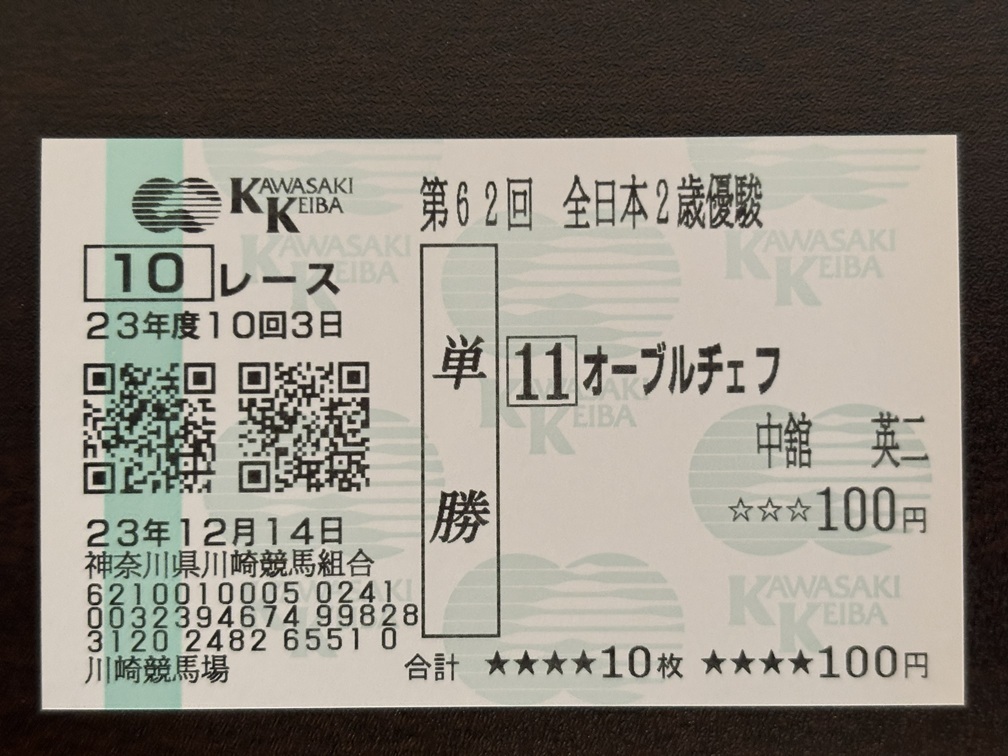 KAWASAKI KEIBA
第62回 全日本2歳優駿
10レース
23年度10回3日
単勝
11 オーブルチェフ
中舘 英二
☆☆☆100円
23年12月14日
神奈川県川崎競馬組合
6210010005 0241
0032394674 99828
3120 2482 6551 0
川崎競馬場
合計 ★★★★10枚 ★★★★100円